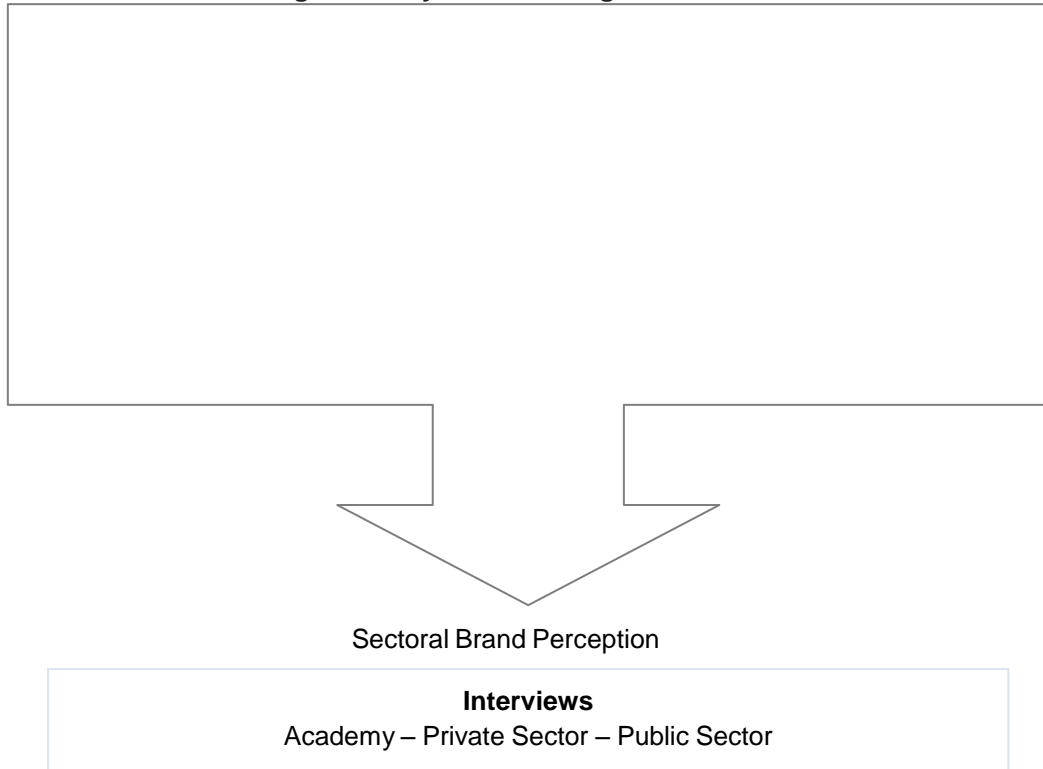 Sectoral Brand Perception
Interviews
Academy – Private Sector – Public Sector